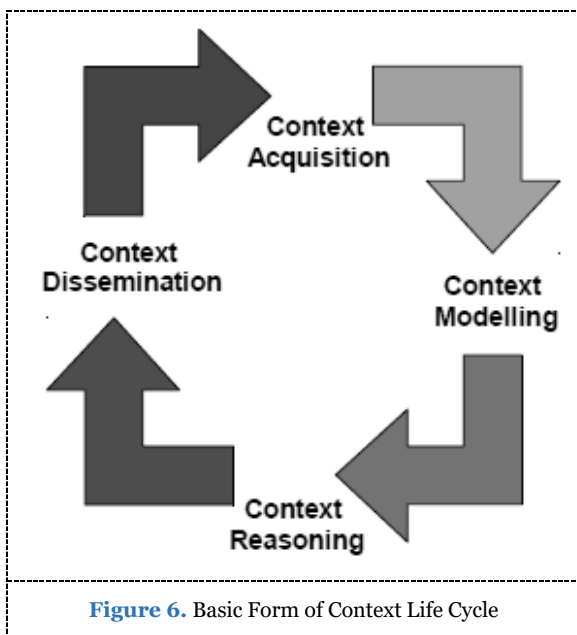 Context
Acquisition
Context
Dissemination
Context
Modelling
Context
Reasoning
Figure 6. Basic Form of Context Life Cycle